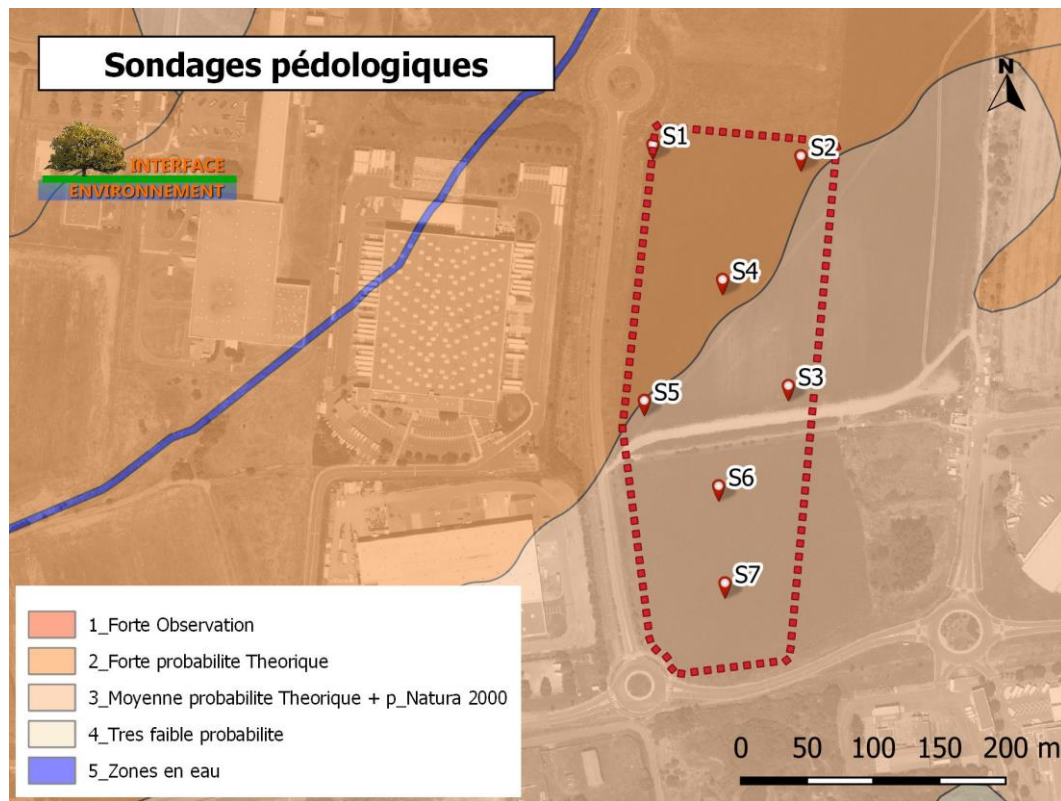 Sondages pédologiques
N
INTERFACE
ENVIRONNEMENT
S1
S2
S4
S3
S5
S6
S7
1_Forte Observation
2_Forte probabilite Theorique
3_Moyenne probabilite Theorique + p_Natura 2000
4_Tres faible probabilite
5_Zones en eau
0 50 100 150 200 m